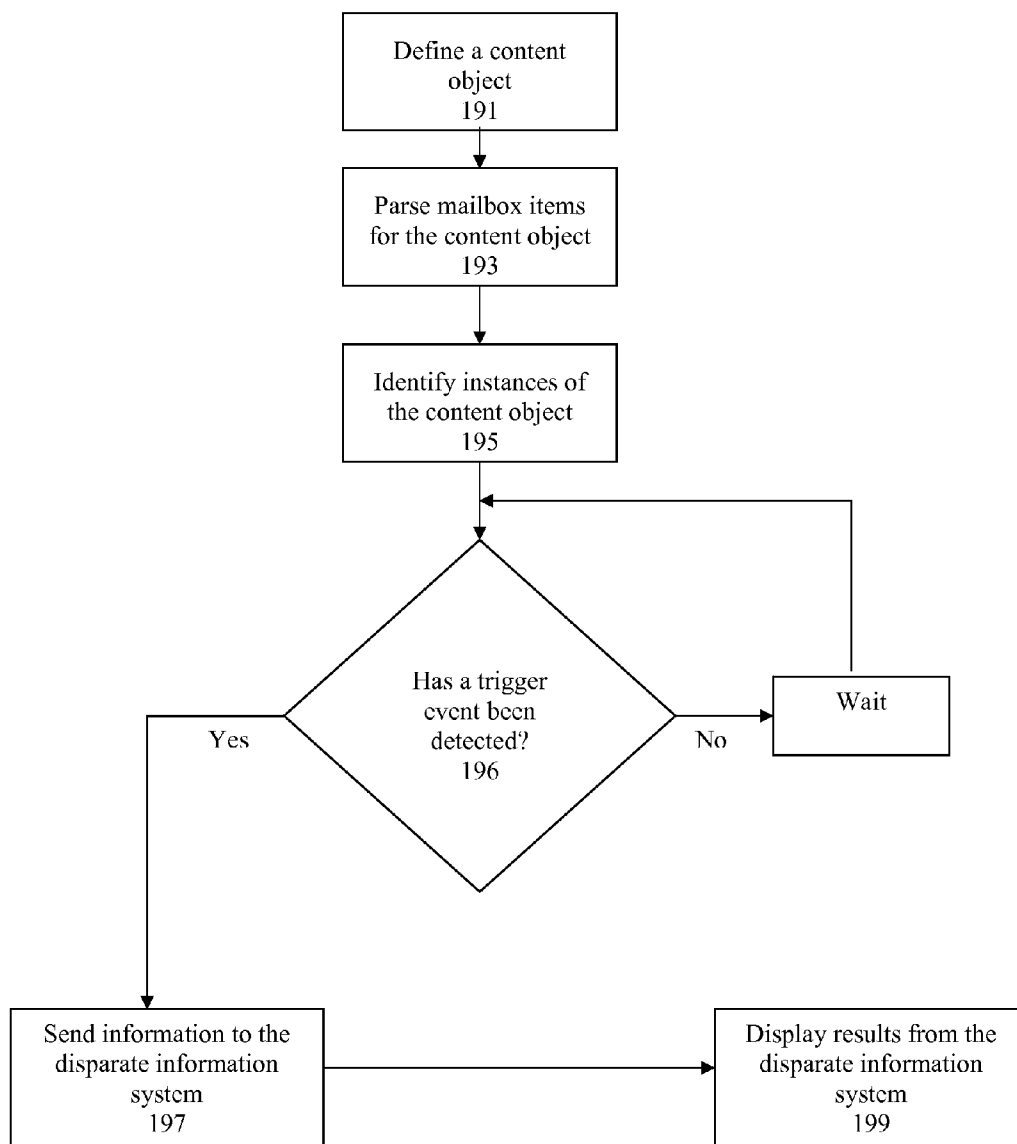 Define a content
object
191
Parse mailbox items
for the content object
193
Identify instances of
the content object
195
Has a trigger
event been
detected?
196
Yes
No
Wait
Send information to the
disparate information
system
197
Display results from the
disparate information
system
199